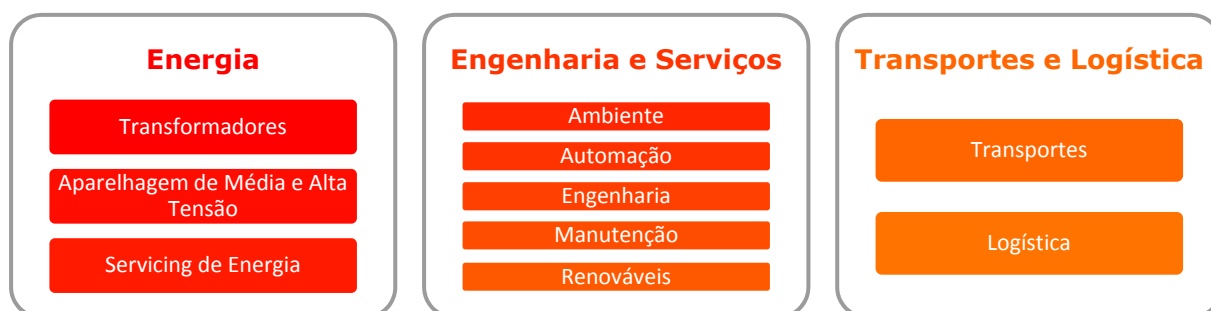 Energia
Transformadores
Aparelhagem de Média e Alta
Tensão
Servicing de Energia
Engenharia e Serviços
Ambiente
Automação
Engenharia
Manutenção
Renováveis
Transportes e Logística
Transportes
Logística